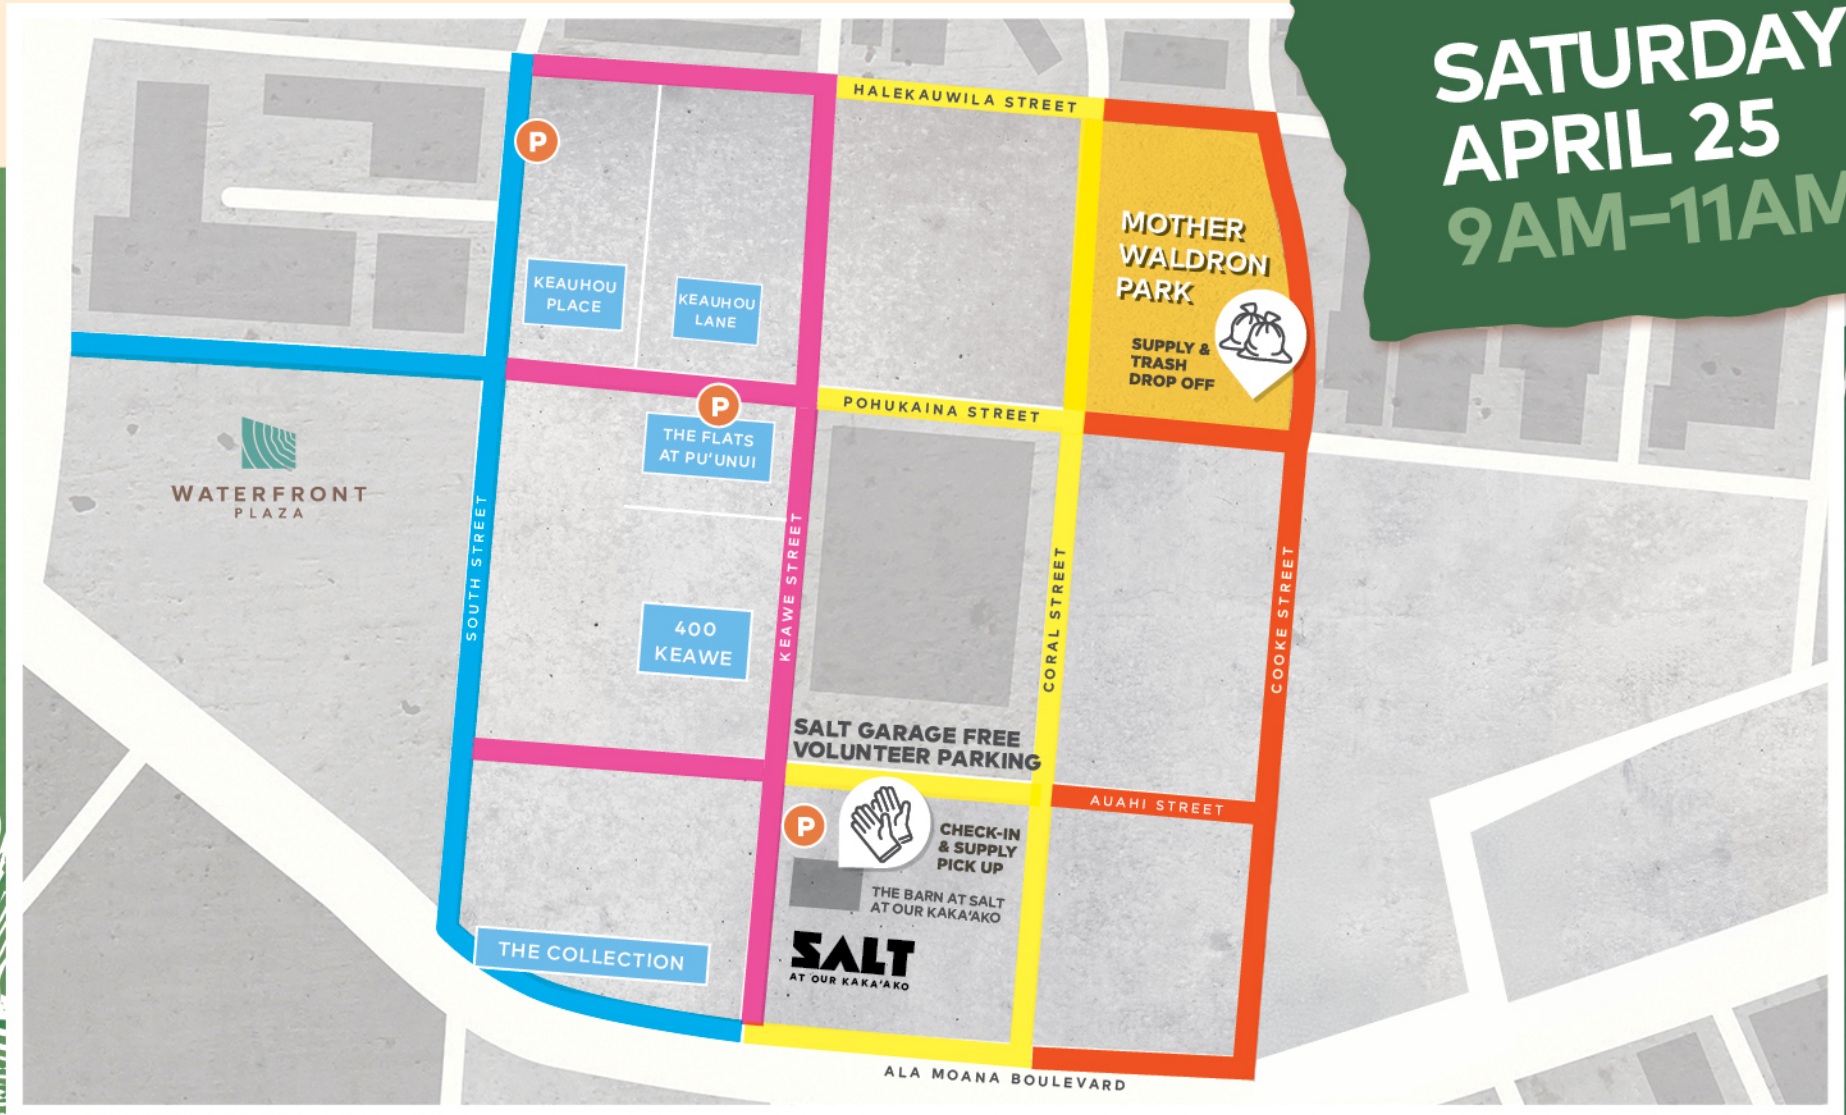 SATURDAY
APRIL 25
9AM–11AM
HALEKAUWILA STREET
P
MOTHER
WALDRON
PARK
KEAUHOU
PLACE
KEAUHOU
LANE
SUPPLY &
TRASH
DROP OFF
P
POHUKAINA STREET
THE FLATS
AT PU‘UNUI
WATERFRONT
PLAZA
SOUTH STREET
KEAWE STREET
CORAL STREET
COOKE STREET
400
KEAWE
SALT GARAGE FREE
VOLUNTEER PARKING
AUAHI STREET
P
CHECK-IN
& SUPPLY
PICK UP
THE BARN AT SALT
AT OUR KAKA‘AKO
SALT
AT OUR KAKA‘AKO
THE COLLECTION
ALA MOANA BOULEVARD